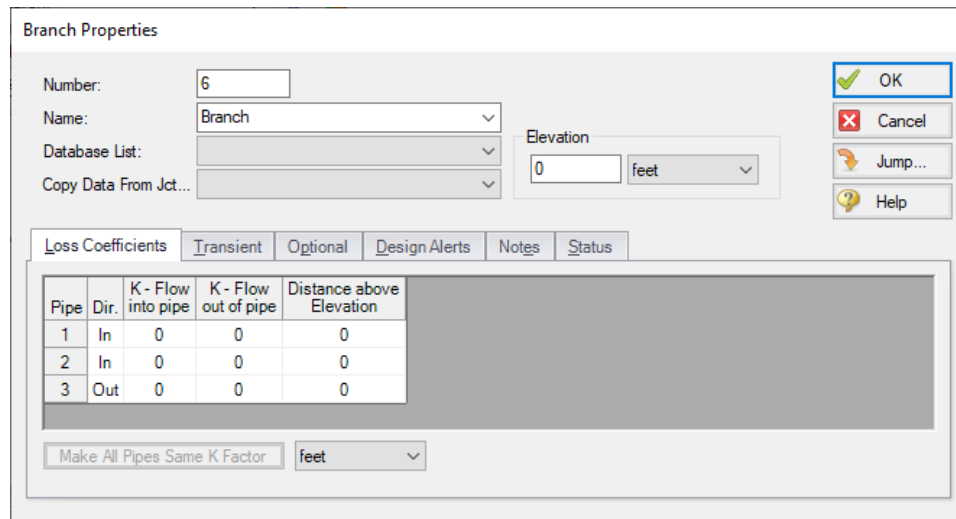 Branch Properties
Number: 6
Name: Branch
Database List:
Copy Data From Jct...
Elevation
0 feet
OK
Cancel
Jump...
Help
Loss Coefficients Transient Optional Design Alerts Notes Status
Pipe Dir. K - Flow into pipe K - Flow out of pipe Distance above Elevation
1 In 0 0 0
2 In 0 0 0
3 Out 0 0 0
Make All Pipes Same K Factor feet